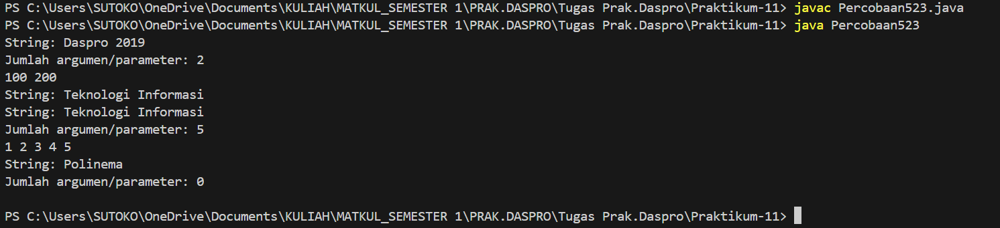 PS C:\Users\SUTOKO\OneDrive\Documents\KULIAH\MATKUL_SEMESTER 1\PRAK.DASPRO\Tugas Prak.Daspro\Praktikum-11> javac Percobaan523.java
PS C:\Users\SUTOKO\OneDrive\Documents\KULIAH\MATKUL_SEMESTER 1\PRAK.DASPRO\Tugas Prak.Daspro\Praktikum-11> java Percobaan523
String: Daspro 2019
Jumlah argumen/parameter: 2
100 200
String: Teknologi Informasi
String: Teknologi Informasi
Jumlah argumen/parameter: 5
1 2 3 4 5
String: Polinema
Jumlah argumen/parameter: 0
PS C:\Users\SUTOKO\OneDrive\Documents\KULIAH\MATKUL_SEMESTER 1\PRAK.DASPRO\Tugas Prak.Daspro\Praktikum-11>